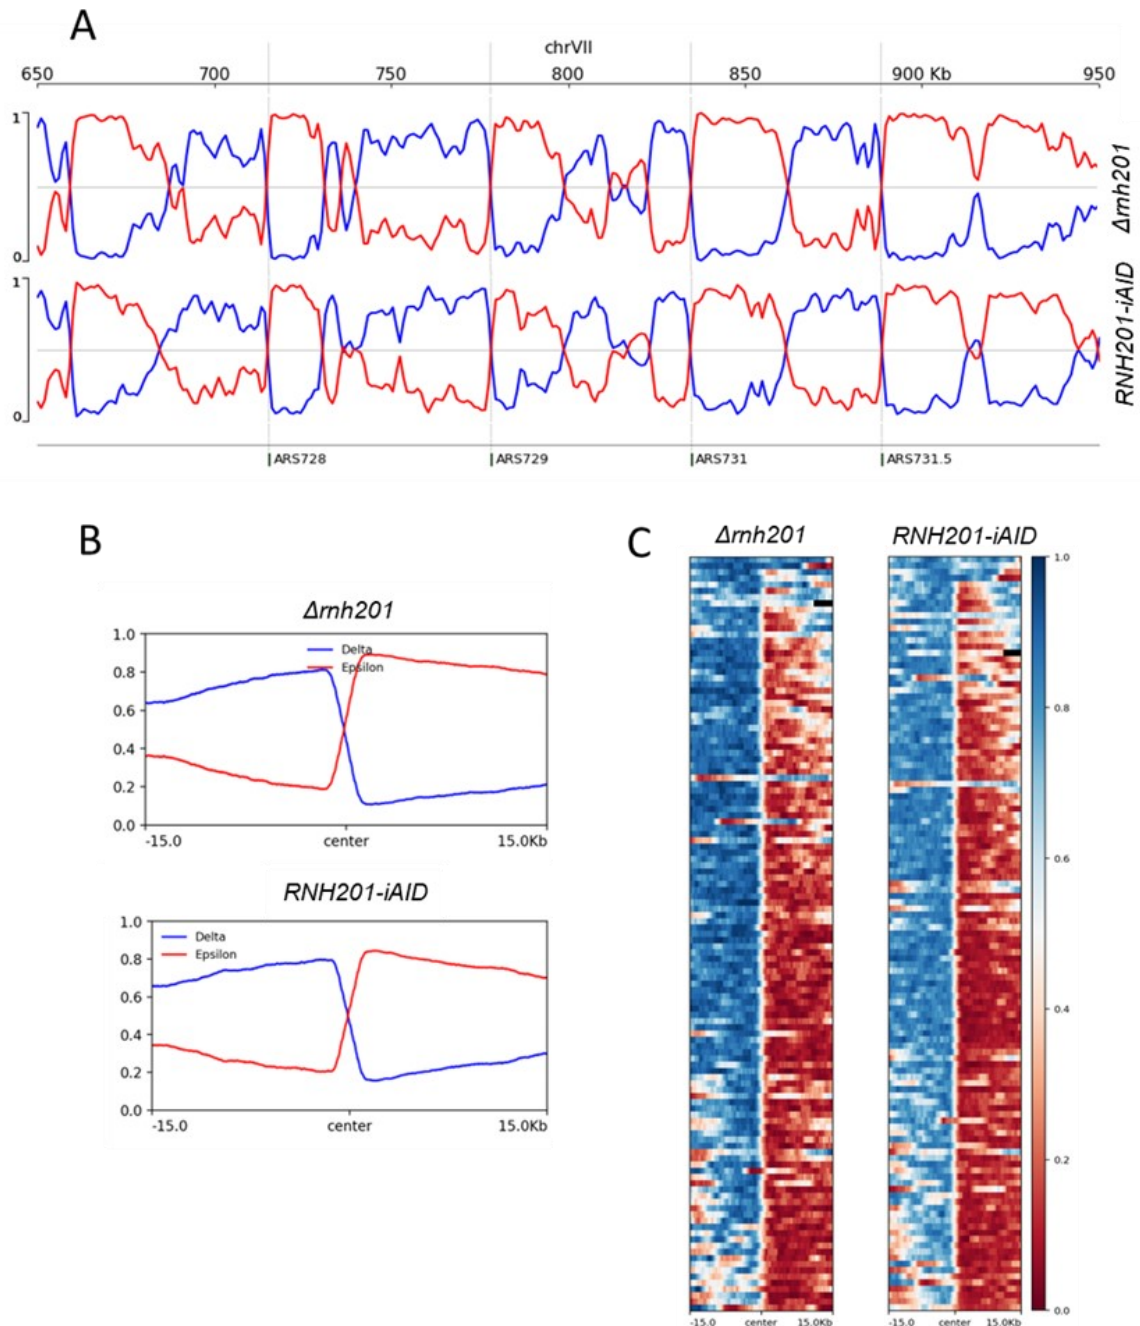 A
chrVII
650 700 750 800 850 900 Kb 950
1
0
Δrnh201
1
0
RNH201-iAID
ARS728 ARS729 ARS731 ARS731.5
B
Δrnh201
1.0
0.8
0.6
0.4
0.2
0.0
Delta
Epsilon
-15.0 center 15.0Kb
RNH201-iAID
1.0
0.8
0.6
0.4
0.2
0.0
Delta
Epsilon
-15.0 center 15.0Kb
C
Δrnh201 RNH201-iAID
1.0
0.8
0.6
0.4
0.2
0.0
-15.0 center 15.0Kb -15.0 center 15.0Kb